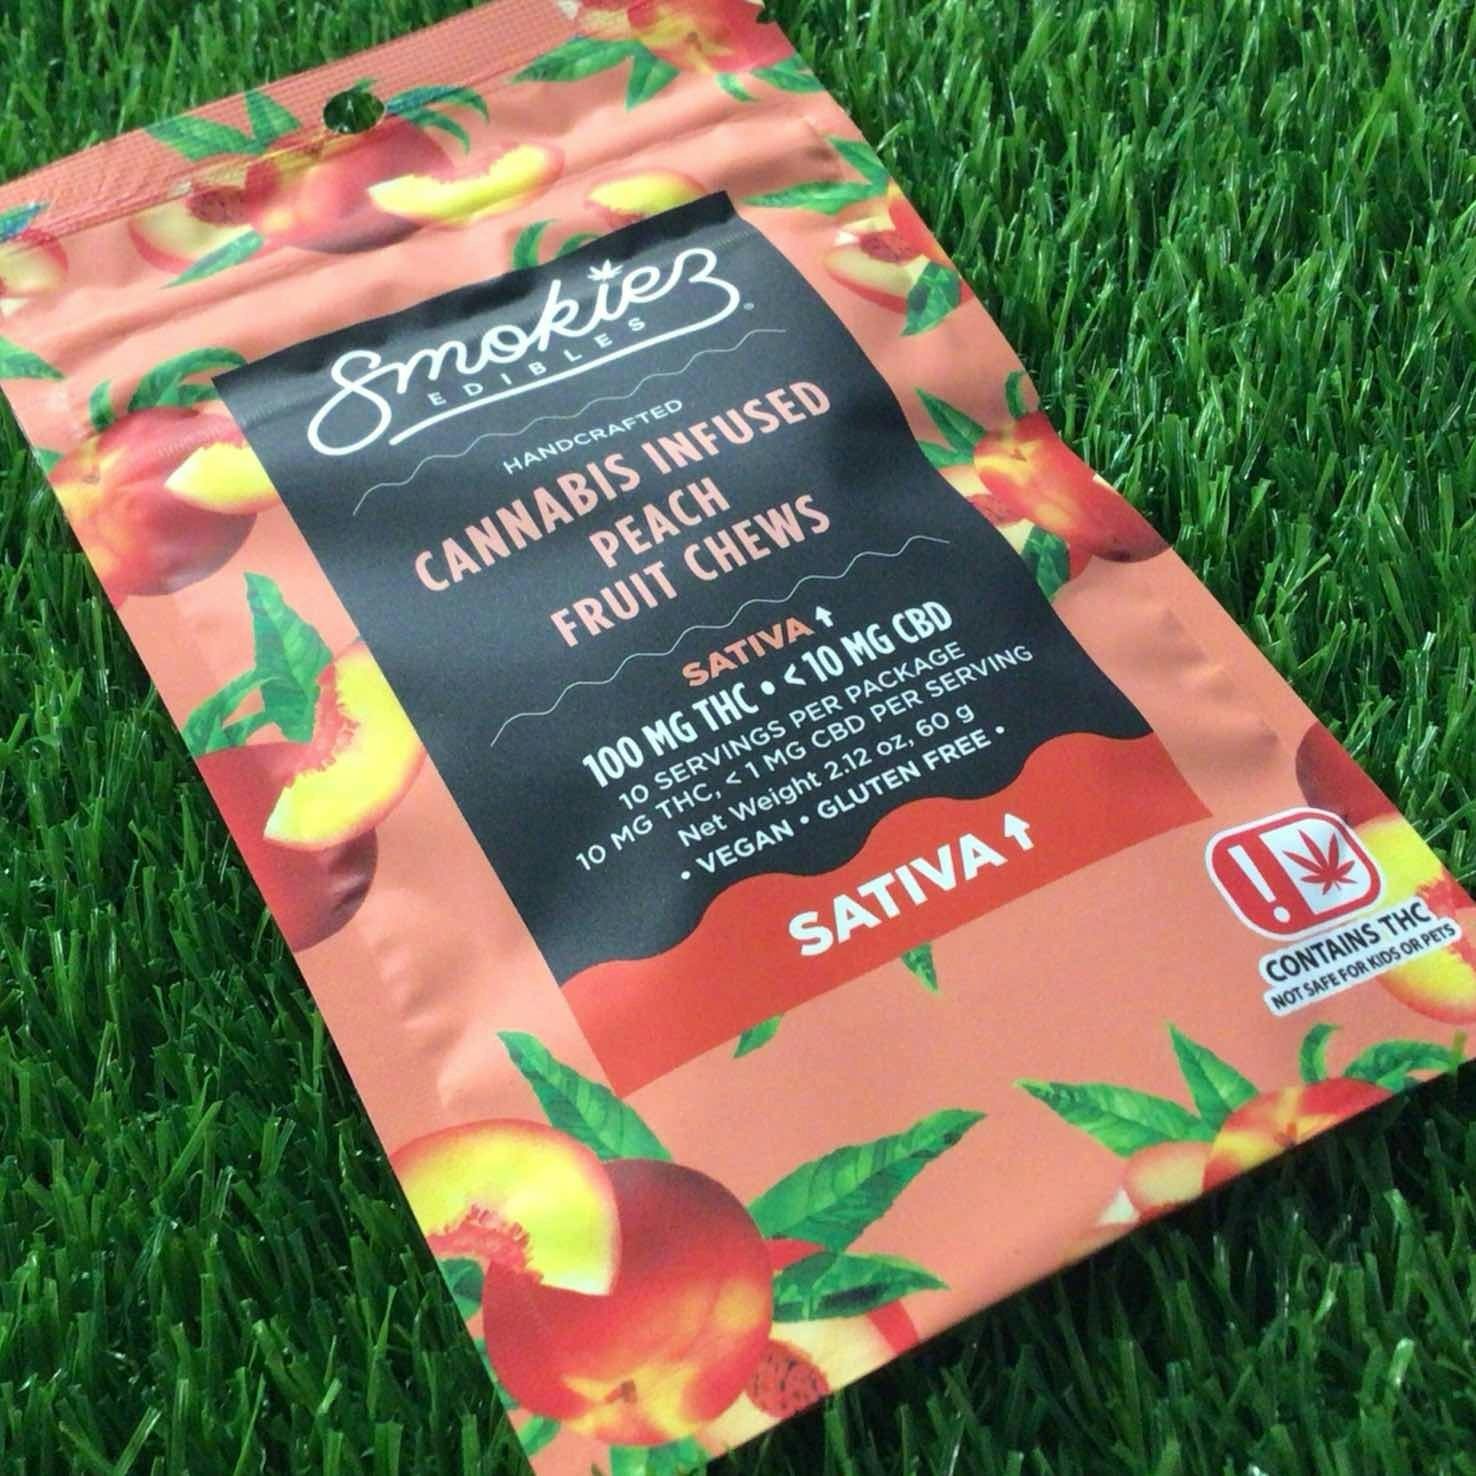 Smokiez®
EDIBLES
HANDCRAFTED
CANNABIS INFUSED
PEACH
FRUIT CHEWS
SATIVA ↑
100 MG THC • < 10 MG CBD
10 SERVINGS PER PACKAGE
10 MG THC, < 1 MG CBD PER SERVING
Net Weight 2.12 oz, 60 g
• VEGAN • GLUTEN FREE •
SATIVA ↑
!
CONTAINS THC
NOT SAFE FOR KIDS OR PETS